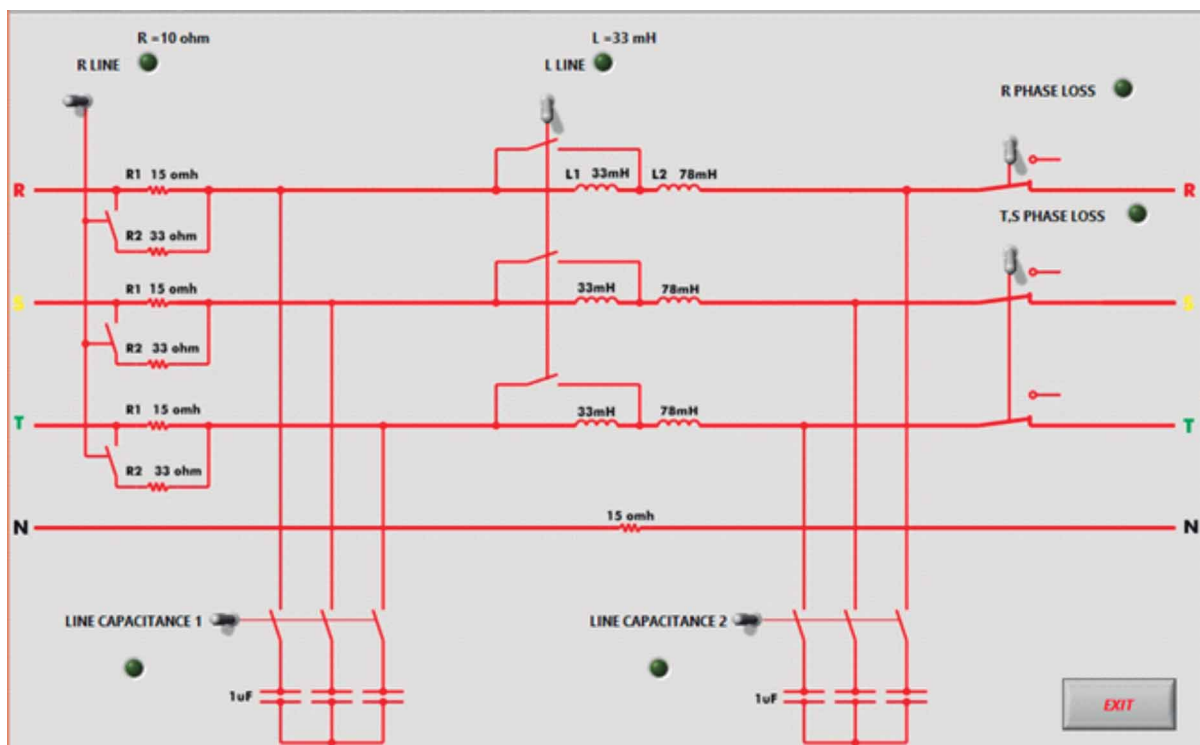 R =10 ohm
L =33 mH
R LINE
L LINE
R PHASE LOSS
R1 15 omh
L1 33mH L2 78mH
R
R
T,S PHASE LOSS
R2 33 ohm
R1 15 omh
33mH 78mH
S
S
R2 33 ohm
R1 15 omh
33mH 78mH
T
T
R2 33 ohm
15 omh
N
N
LINE CAPACITANCE 1
LINE CAPACITANCE 2
1uF
1uF
EXIT